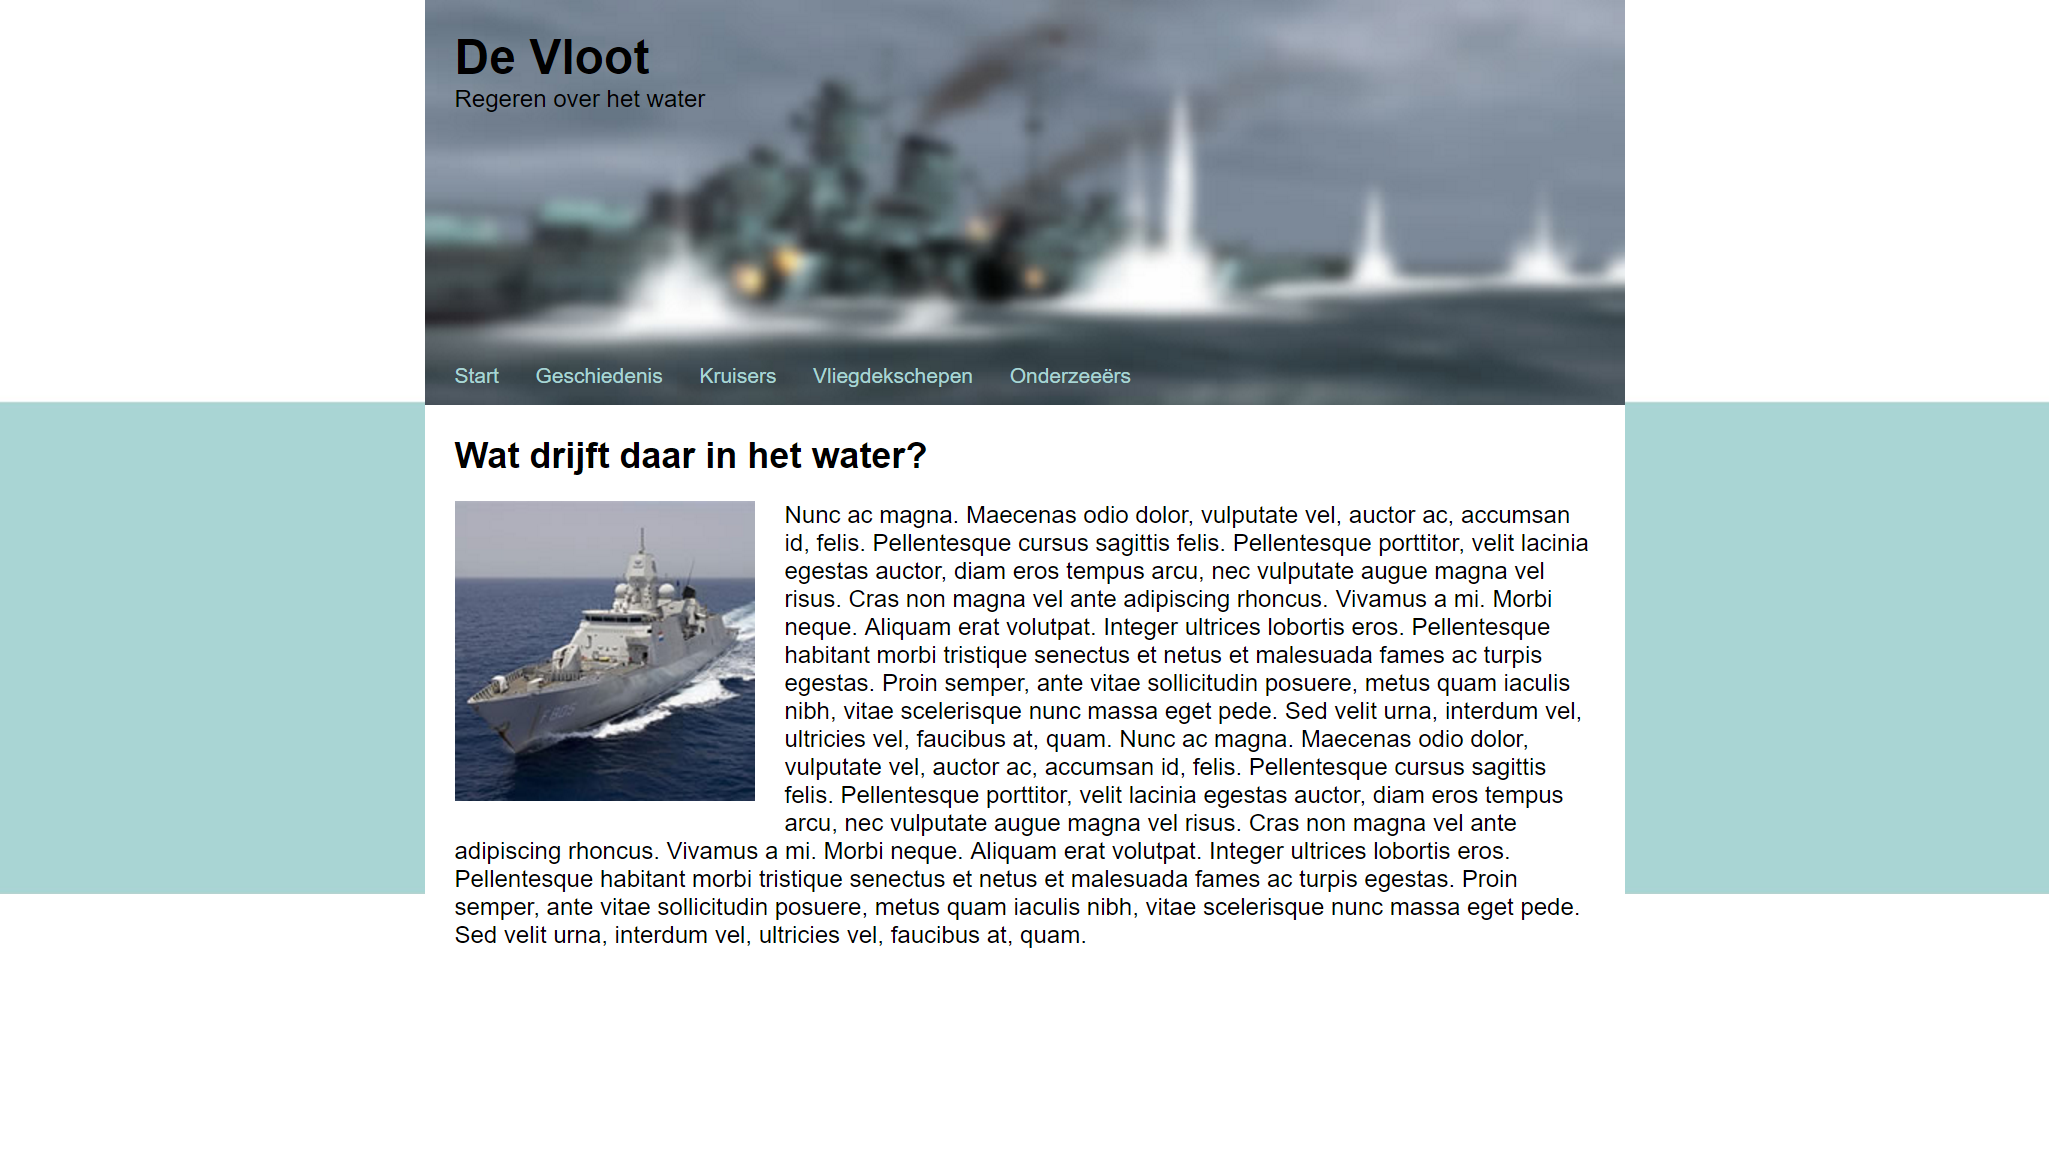 De Vloot
Regeren over het water
Start Geschiedenis Kruisers Vliegdekschepen Onderzeeërs
Wat drijft daar in het water?
Nunc ac magna. Maecenas odio dolor, vulputate vel, auctor ac, accumsan
id, felis. Pellentesque cursus sagittis felis. Pellentesque porttitor, velit lacinia
egestas auctor, diam eros tempus arcu, nec vulputate augue magna vel
risus. Cras non magna vel ante adipiscing rhoncus. Vivamus a mi. Morbi
neque. Aliquam erat volutpat. Integer ultrices lobortis eros. Pellentesque
habitant morbi tristique senectus et netus et malesuada fames ac turpis
egestas. Proin semper, ante vitae sollicitudin posuere, metus quam iaculis
nibh, vitae scelerisque nunc massa eget pede. Sed velit urna, interdum vel,
ultricies vel, faucibus at, quam. Nunc ac magna. Maecenas odio dolor,
vulputate vel, auctor ac, accumsan id, felis. Pellentesque cursus sagittis
felis. Pellentesque porttitor, velit lacinia egestas auctor, diam eros tempus
arcu, nec vulputate augue magna vel risus. Cras non magna vel ante
adipiscing rhoncus. Vivamus a mi. Morbi neque. Aliquam erat volutpat. Integer ultrices lobortis eros.
Pellentesque habitant morbi tristique senectus et netus et malesuada fames ac turpis egestas. Proin
semper, ante vitae sollicitudin posuere, metus quam iaculis nibh, vitae scelerisque nunc massa eget pede.
Sed velit urna, interdum vel, ultricies vel, faucibus at, quam.
F 805